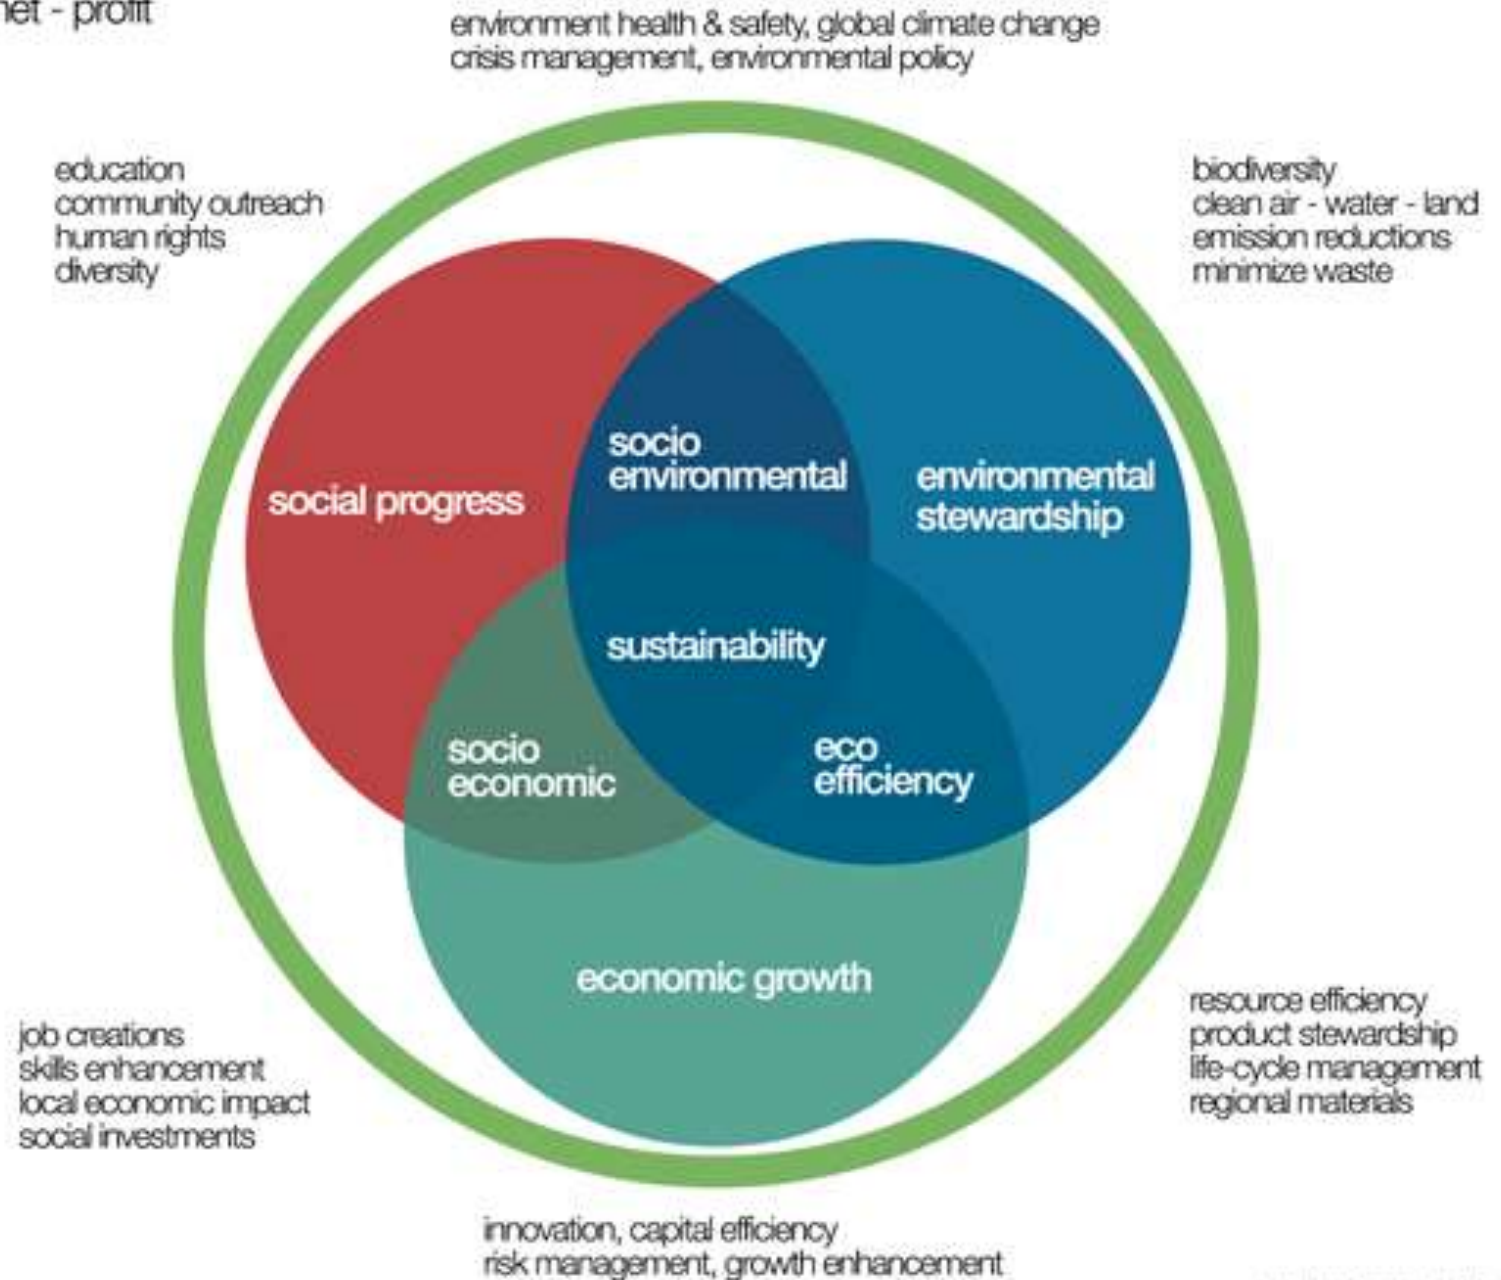 - profit
environment health & safety, global climate change
crisis management, environmental policy
education
community outreach
human rights
diversity
biodiversity
clean air - water - land
emission reductions
minimize waste
socio
environmental
social progress
environmental
stewardship
sustainability
socio
economic
eco
efficiency
economic growth
job creations
skills enhancement
local economic impact
social investments
resource efficiency
product stewardship
life-cycle management
regional materials
innovation, capital efficiency
risk management, growth enhancement